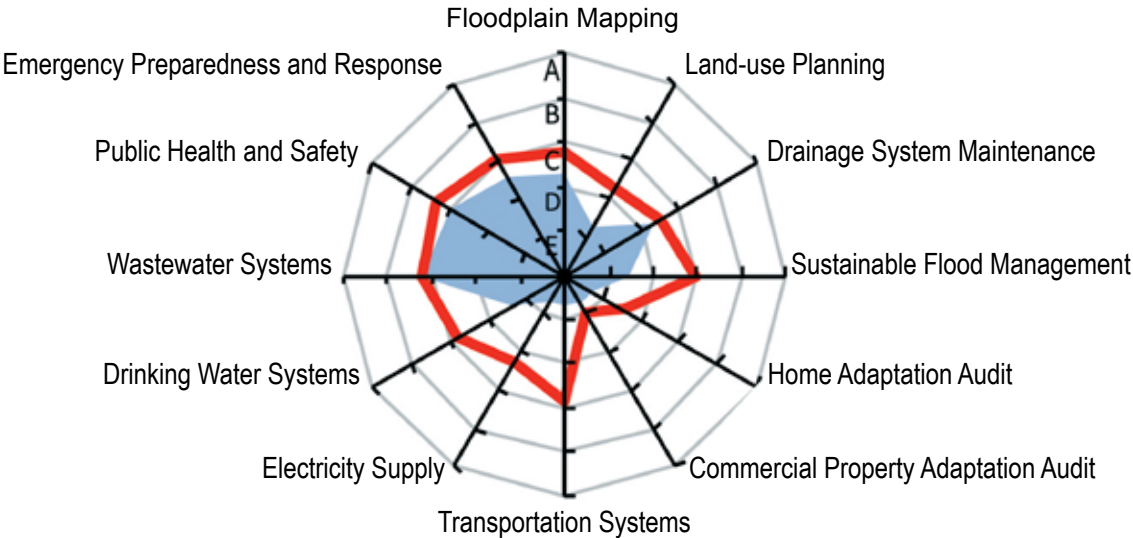 Floodplain Mapping
Emergency Preparedness and Response
Land-use Planning
A
B
Public Health and Safety
Drainage System Maintenance
C
D
E
Wastewater Systems
Sustainable Flood Management
Drinking Water Systems
Home Adaptation Audit
Electricity Supply
Commercial Property Adaptation Audit
Transportation Systems